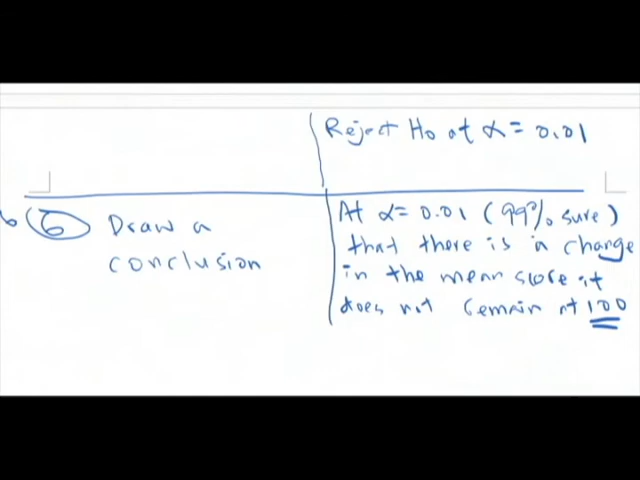 Reject Ho at α = 0.01
6 Draw a
conclusion
At α = 0.01 (99% sure)
that there is a change
in the mean score it
does not remain at 100